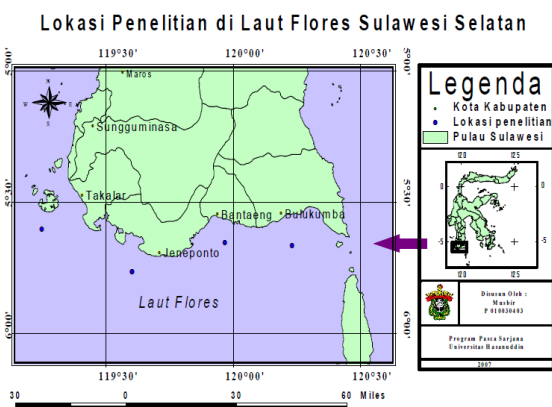 Lokasi Penelitian di Laut Flores Sulawesi Selatan
119°30'
120°00'
120°30'
5°00'
5°00'
Maros
N
W
E
S
Sungguminasa
5°30'
5°30'
Takalar
Bantaeng
Bulukumba
Jeneponto
Laut Flores
6°00'
6°00'
119°30'
120°00'
120°30'
30
0
30
60 Miles
Legenda
Kota Kabupaten
Lokasi penelitian
Pulau Sulawesi
120
125
0
0
-5
-5
120
125
Disusun Oleh :
Musbir
P 010030403
Program Pasca Sarjana
Universitas Hasanuddin
2007